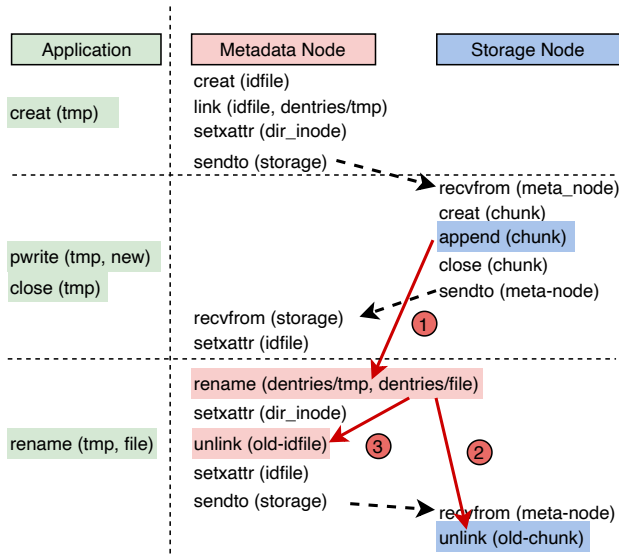 Application
Metadata Node
Storage Node
creat (tmp)
creat (idfile)
link (idfile, dentries/tmp)
setxattr (dir_inode)
sendto (storage)
recvfrom (meta_node)
creat (chunk)
append (chunk)
close (chunk)
sendto (meta-node)
pwrite (tmp, new)
close (tmp)
recvfrom (storage)
setxattr (idfile)
1
rename (tmp, file)
rename (dentries/tmp, dentries/file)
setxattr (dir_inode)
unlink (old-idfile)
setxattr (idfile)
sendto (storage)
3
2
recvfrom (meta-node)
unlink (old-chunk)